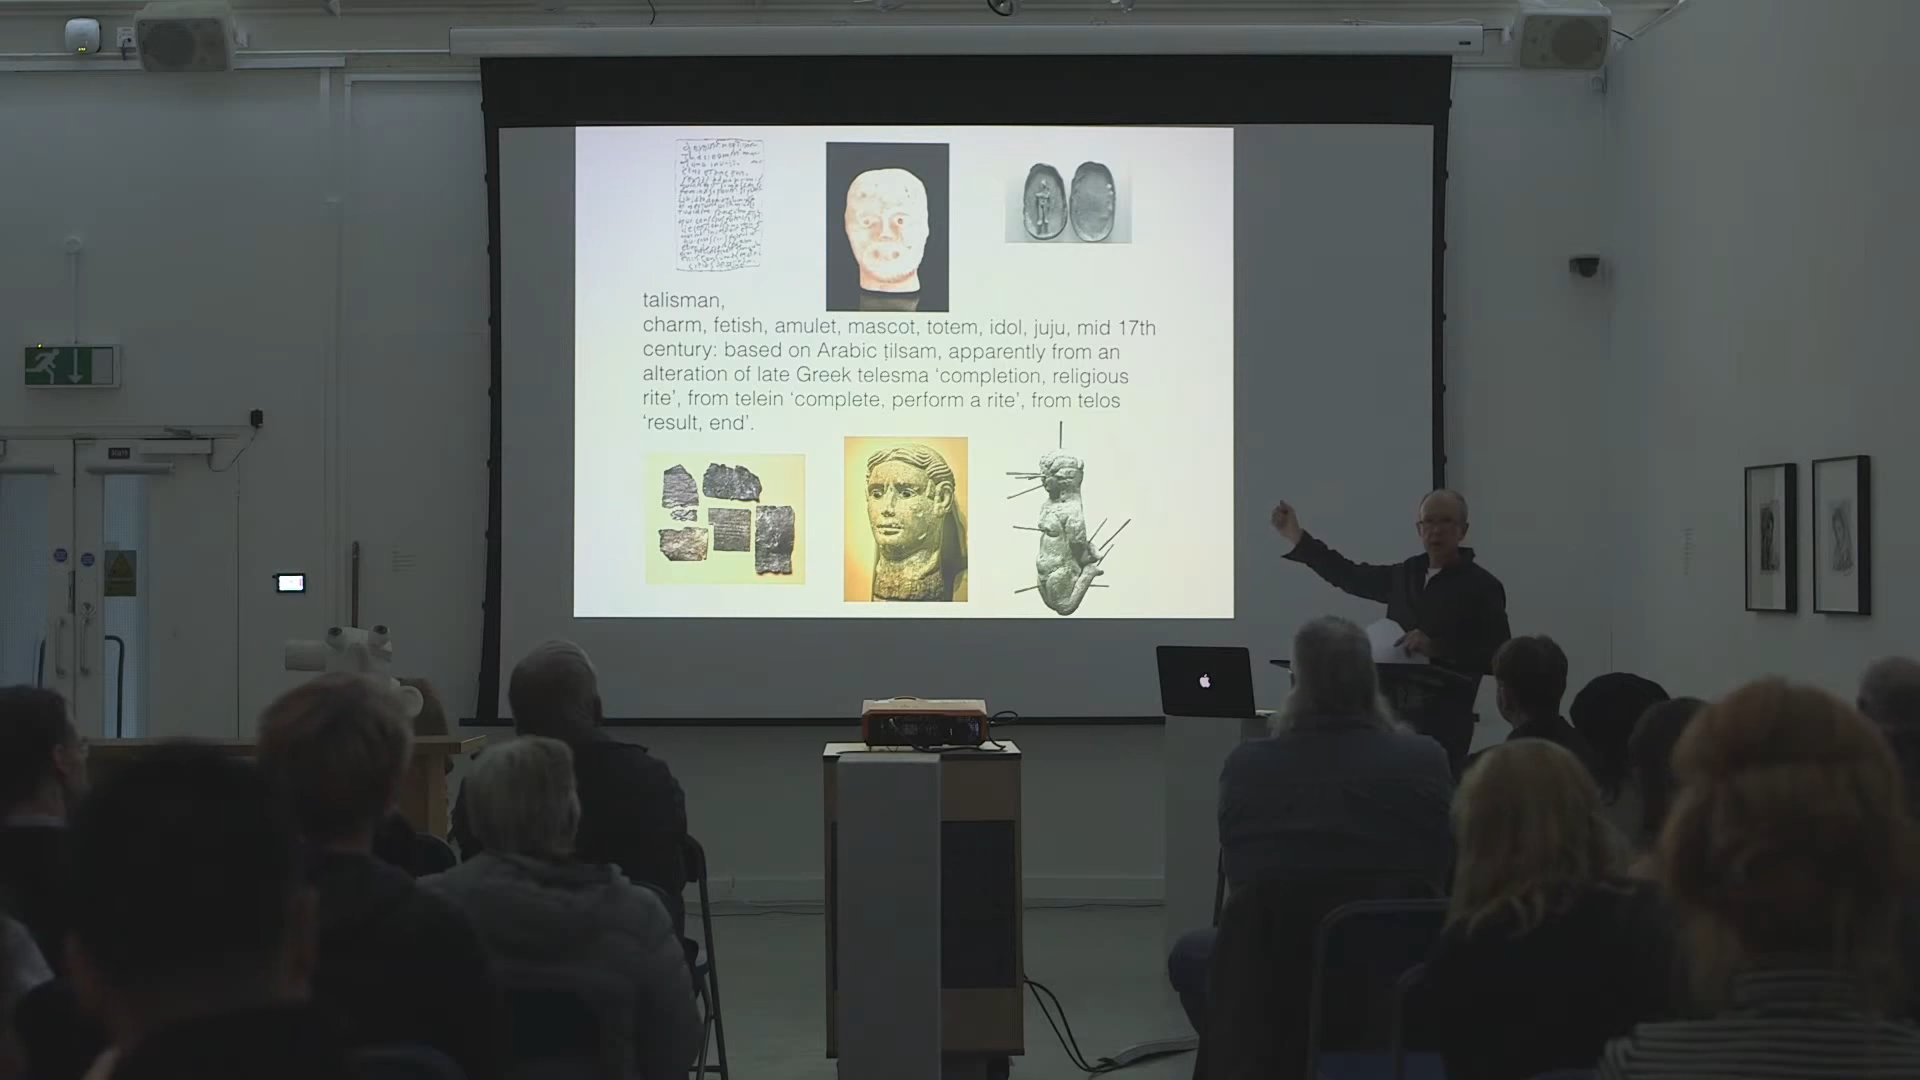 talisman,
charm, fetish, amulet, mascot, totem, idol, juju, mid 17th
century: based on Arabic ṭilsam, apparently from an
alteration of late Greek telesma ‘completion, religious
rite’, from telein ‘complete, perform a rite’, from telos
‘result, end’.